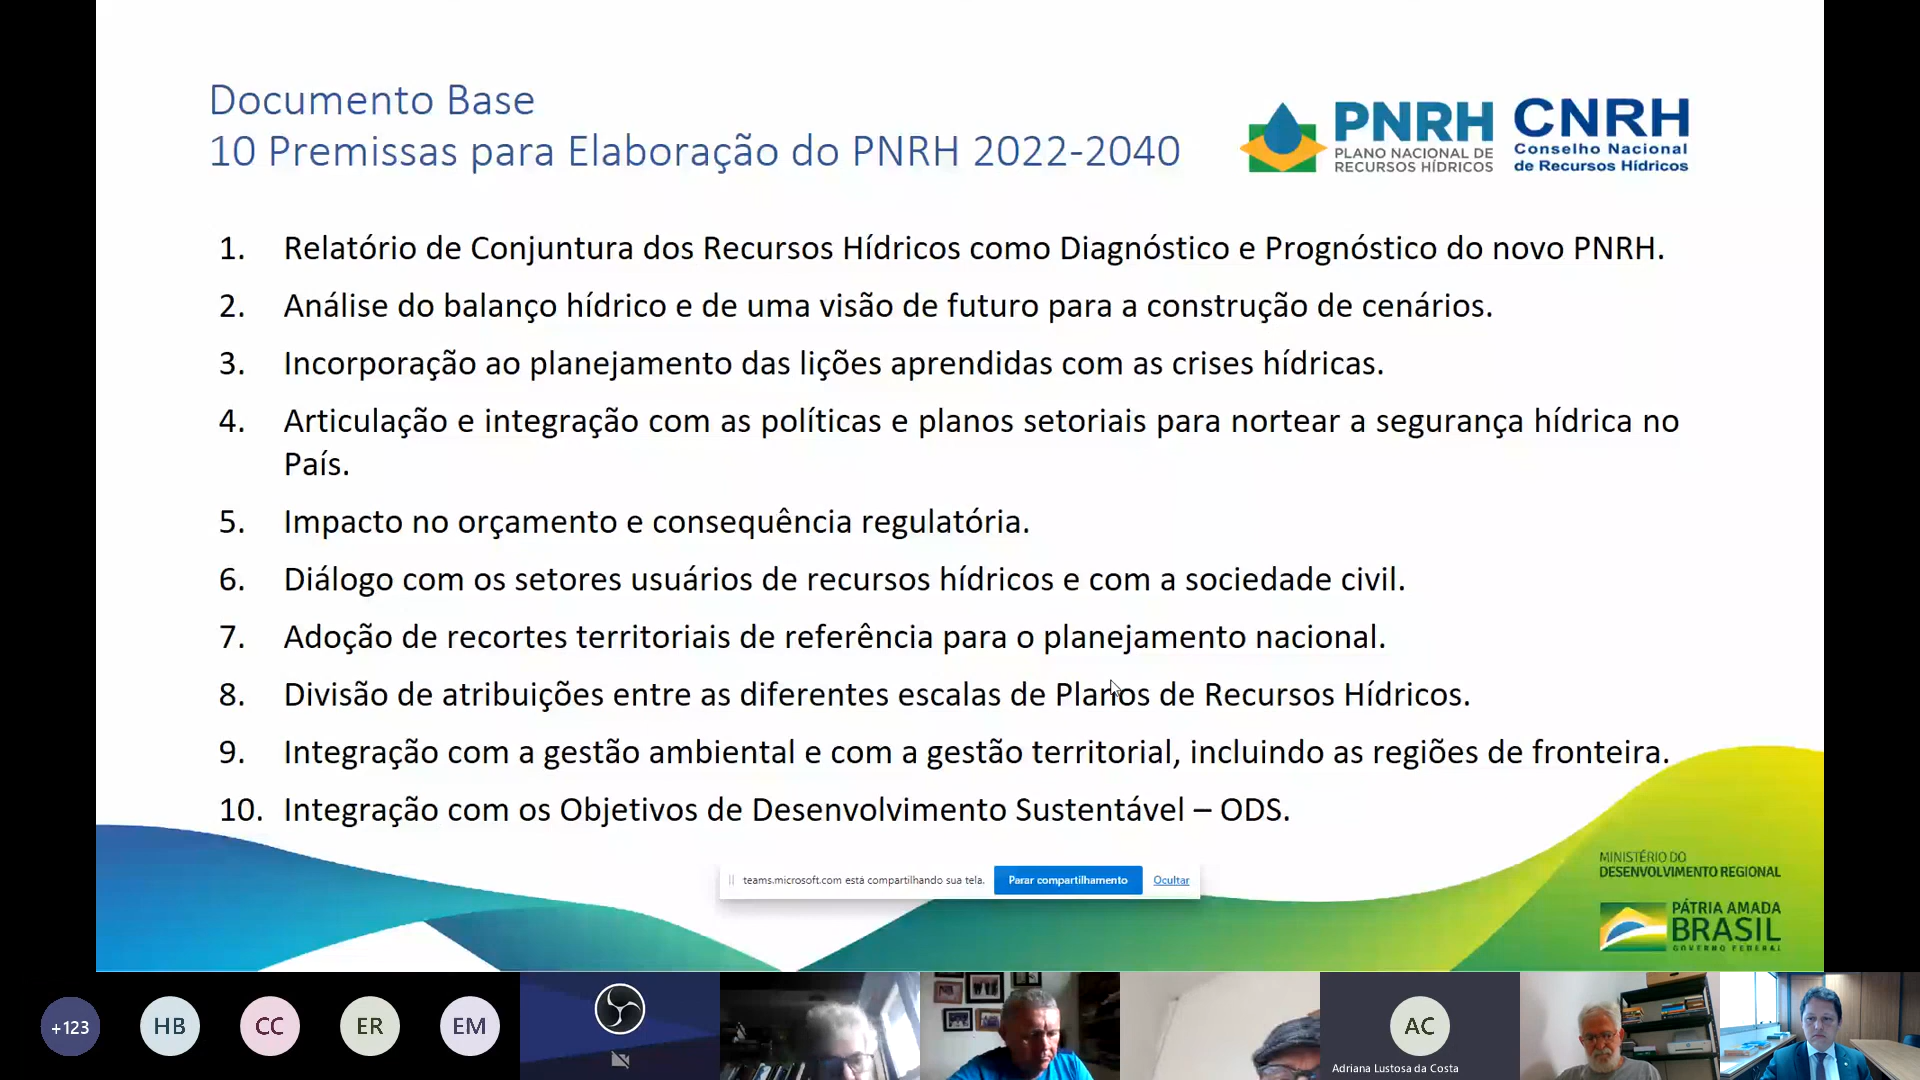 Documento Base
10 Premissas para Elaboração do PNRH 2022-2040
PNRH
PLANO NACIONAL DE
RECURSOS HÍDRICOS
CNRH
Conselho Nacional
de Recursos Hídricos
1. Relatório de Conjuntura dos Recursos Hídricos como Diagnóstico e Prognóstico do novo PNRH.
2. Análise do balanço hídrico e de uma visão de futuro para a construção de cenários.
3. Incorporação ao planejamento das lições aprendidas com as crises hídricas.
4. Articulação e integração com as políticas e planos setoriais para nortear a segurança hídrica no
País.
5. Impacto no orçamento e consequência regulatória.
6. Diálogo com os setores usuários de recursos hídricos e com a sociedade civil.
7. Adoção de recortes territoriais de referência para o planejamento nacional.
8. Divisão de atribuições entre as diferentes escalas de Planos de Recursos Hídricos.
9. Integração com a gestão ambiental e com a gestão territorial, incluindo as regiões de fronteira.
10. Integração com os Objetivos de Desenvolvimento Sustentável – ODS.
teams.microsoft.com está compartilhando sua tela. Parar compartilhamento Ocultar
MINISTÉRIO DO
DESENVOLVIMENTO REGIONAL
PÁTRIA AMADA
BRASIL
GOVERNO FEDERAL
+123 HB CC ER EM AC
Adriana Lustosa da Costa